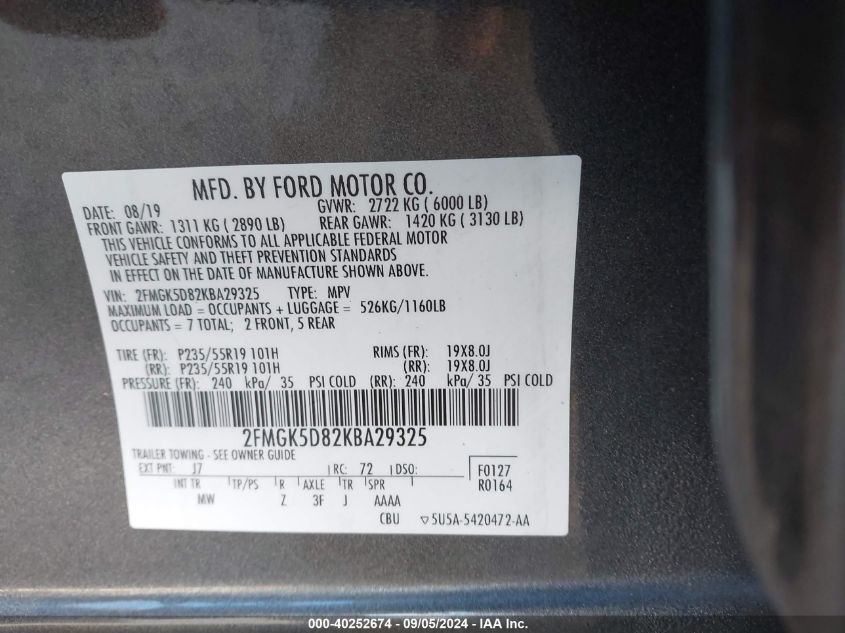 MFD. BY FORD MOTOR CO.
DATE: 08/19 GVWR: 2722 KG ( 6000 LB)
FRONT GAWR: 1311 KG ( 2890 LB) REAR GAWR: 1420 KG ( 3130 LB)
THIS VEHICLE CONFORMS TO ALL APPLICABLE FEDERAL MOTOR
VEHICLE SAFETY AND THEFT PREVENTION STANDARDS
IN EFFECT ON THE DATE OF MANUFACTURE SHOWN ABOVE.
VIN: 2FMGK5D82KBA29325 TYPE: MPV
MAXIMUM LOAD = OCCUPANTS + LUGGAGE = 526KG/1160LB
OCCUPANTS = 7 TOTAL; 2 FRONT, 5 REAR
TIRE (FR): P235/55R19 101H RIMS (FR): 19X8.0J
(RR): P235/55R19 101H (RR): 19X8.0J
PRESSURE (FR): 240 kPa/ 35 PSI COLD (RR): 240 kPa/ 35 PSI COLD
2FMGK5D82KBA29325
TRAILER TOWING - SEE OWNER GUIDE
EXT PNT: J7 RC: 72 DSO: F0127
INT TR TP/PS R AXLE TR SPR R0164
MW Z 3F J AAAA
CBU ▽5U5A-5420472-AA
000-40252674 - 09/05/2024 - IAA Inc.